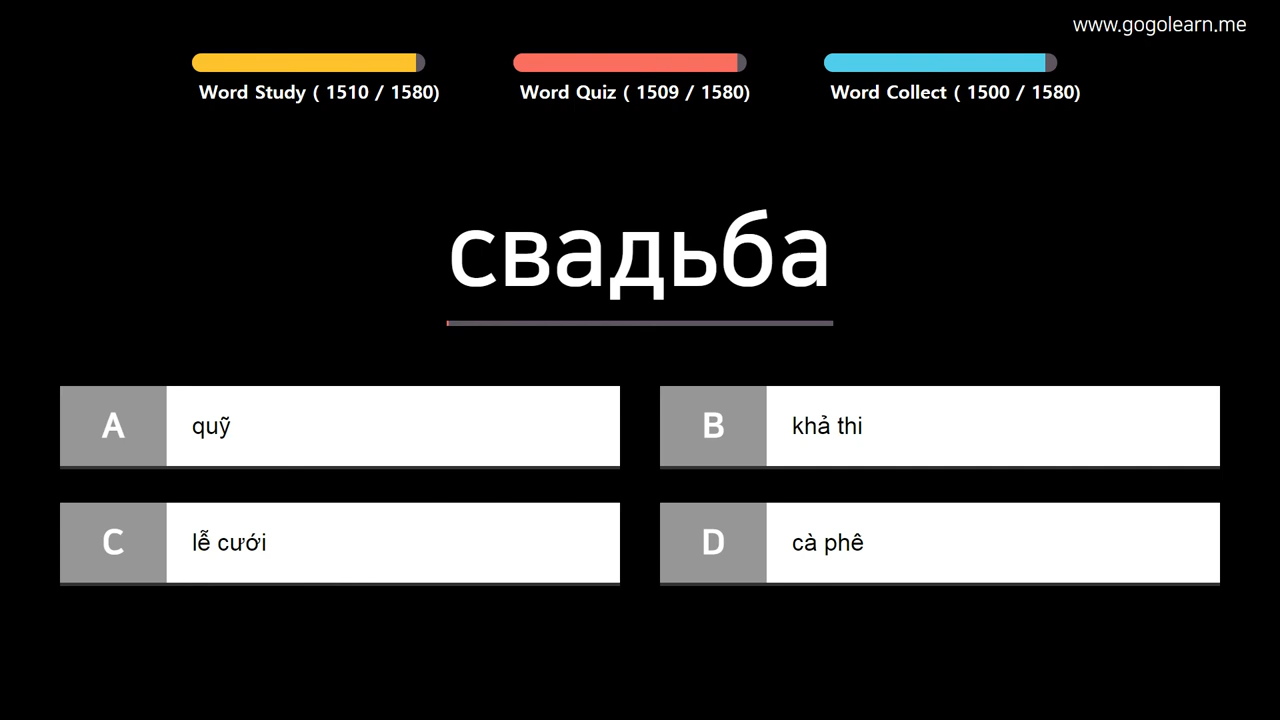 www.gogolearn.me
Word Study ( 1510 / 1580)
Word Quiz ( 1509 / 1580)
Word Collect ( 1500 / 1580)
свадьба
A quỹ
B khả thi
C lễ cưới
D cà phê